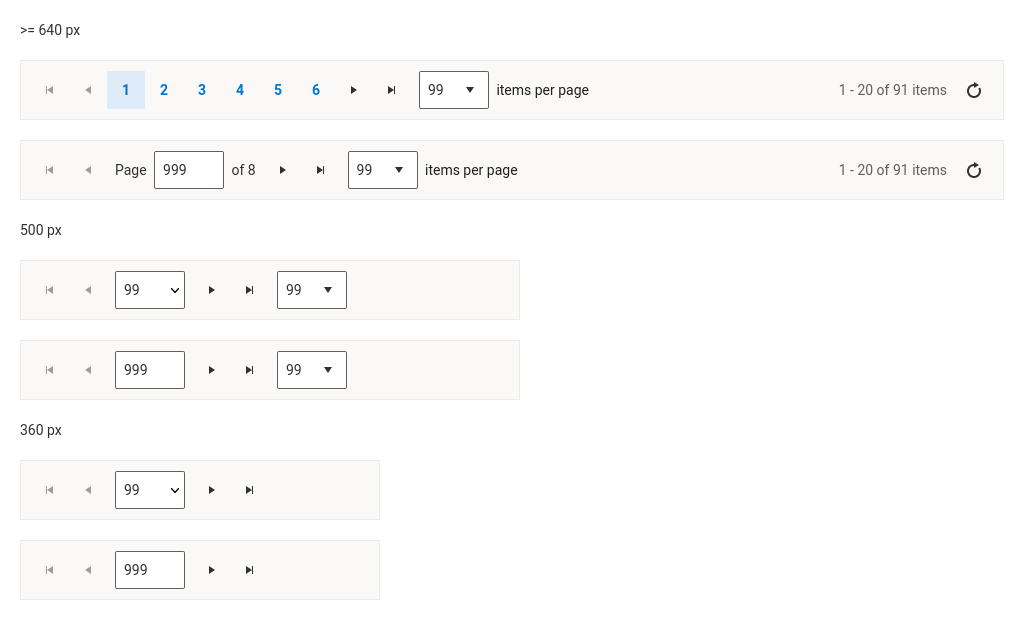 >= 640 px
1 2 3 4 5 6 99 items per page 1 - 20 of 91 items
Page 999 of 8 99 items per page 1 - 20 of 91 items
500 px
99 99
999 99
360 px
99
999